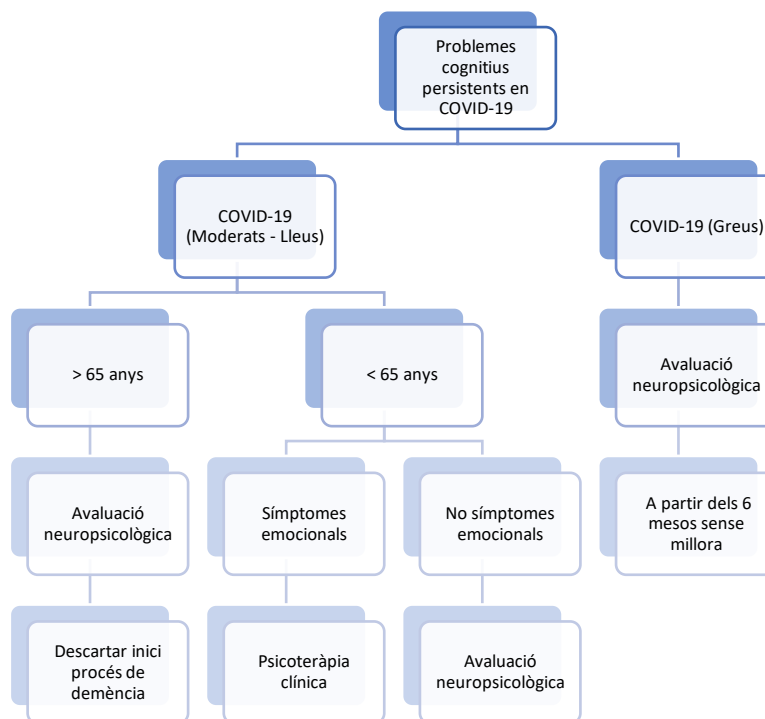 Problemes
cognitius
persistents en
COVID-19
COVID-19
(Moderats - Lleus)
COVID-19 (Greus)
> 65 anys
< 65 anys
Avaluació
neuropsicològica
Avaluació
neuropsicològica
Símptomes
emocionals
No símptomes
emocionals
A partir dels 6
mesos sense
millora
Descartar inici
procés de
demència
Psicoteràpia
clínica
Avaluació
neuropsicològica